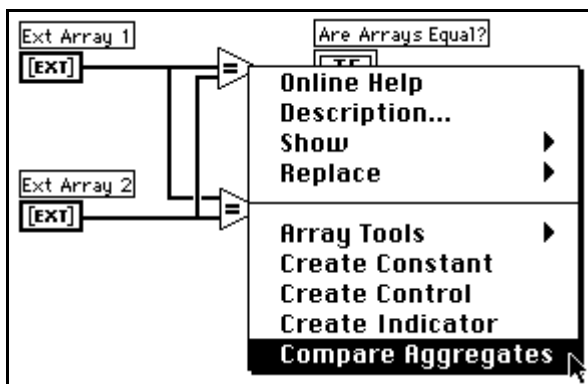 Ext Array 1
[EXT]
=
Are Arrays Equal?
Online Help
Description...
Show
Replace
Ext Array 2
[EXT]
=
Array Tools
Create Constant
Create Control
Create Indicator
Compare Aggregates